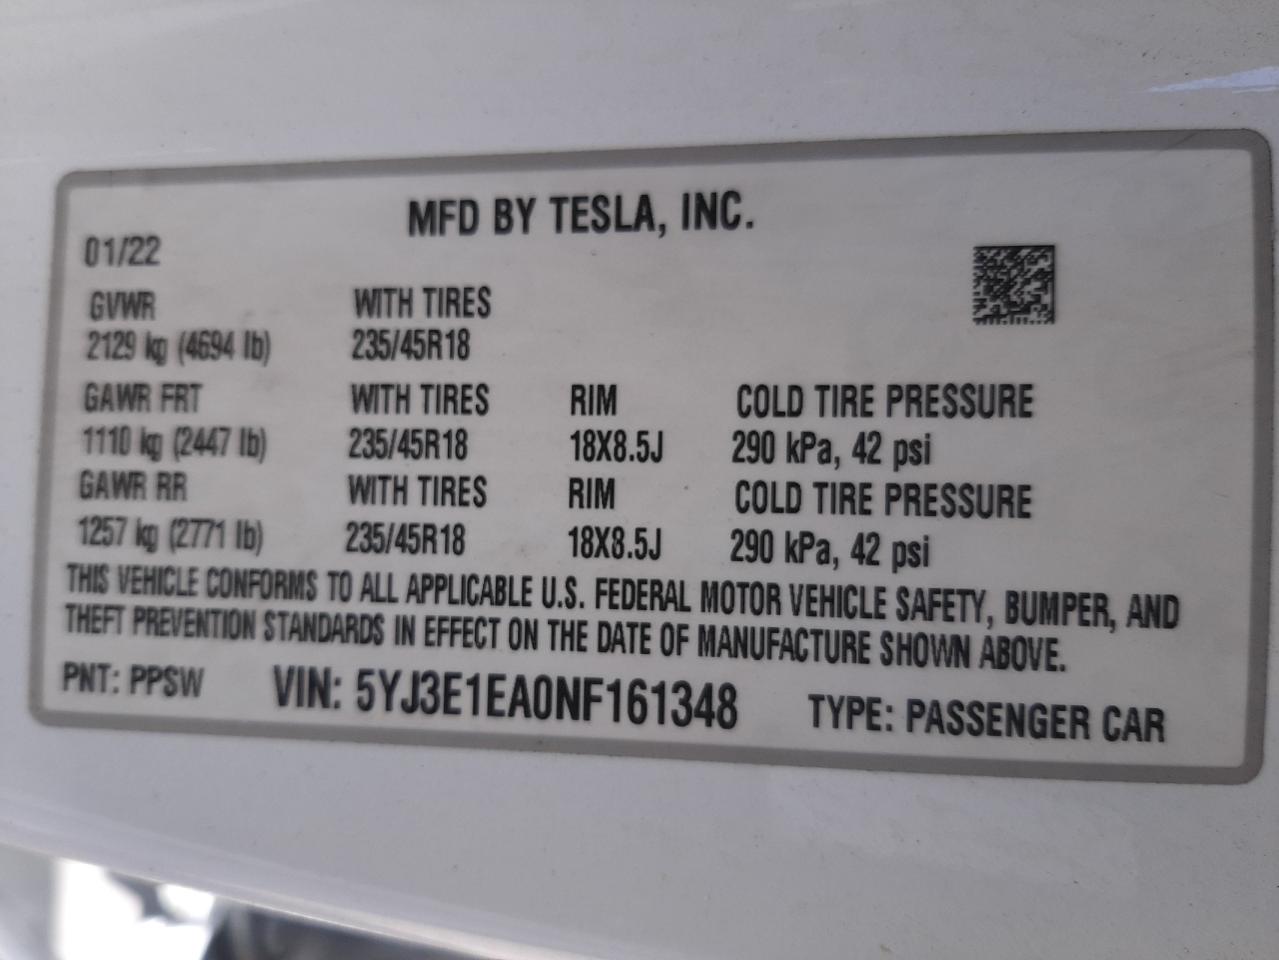 MFD BY TESLA, INC.
01/22
GVWR WITH TIRES
2129 kg (4694 lb) 235/45R18
GAWR FRT WITH TIRES RIM COLD TIRE PRESSURE
1110 kg (2447 lb) 235/45R18 18X8.5J 290 kPa, 42 psi
GAWR RR WITH TIRES RIM COLD TIRE PRESSURE
1257 kg (2771 lb) 235/45R18 18X8.5J 290 kPa, 42 psi
THIS VEHICLE CONFORMS TO ALL APPLICABLE U.S. FEDERAL MOTOR VEHICLE SAFETY, BUMPER, AND
THEFT PREVENTION STANDARDS IN EFFECT ON THE DATE OF MANUFACTURE SHOWN ABOVE.
PNT: PPSW VIN: 5YJ3E1EA0NF161348 TYPE: PASSENGER CAR